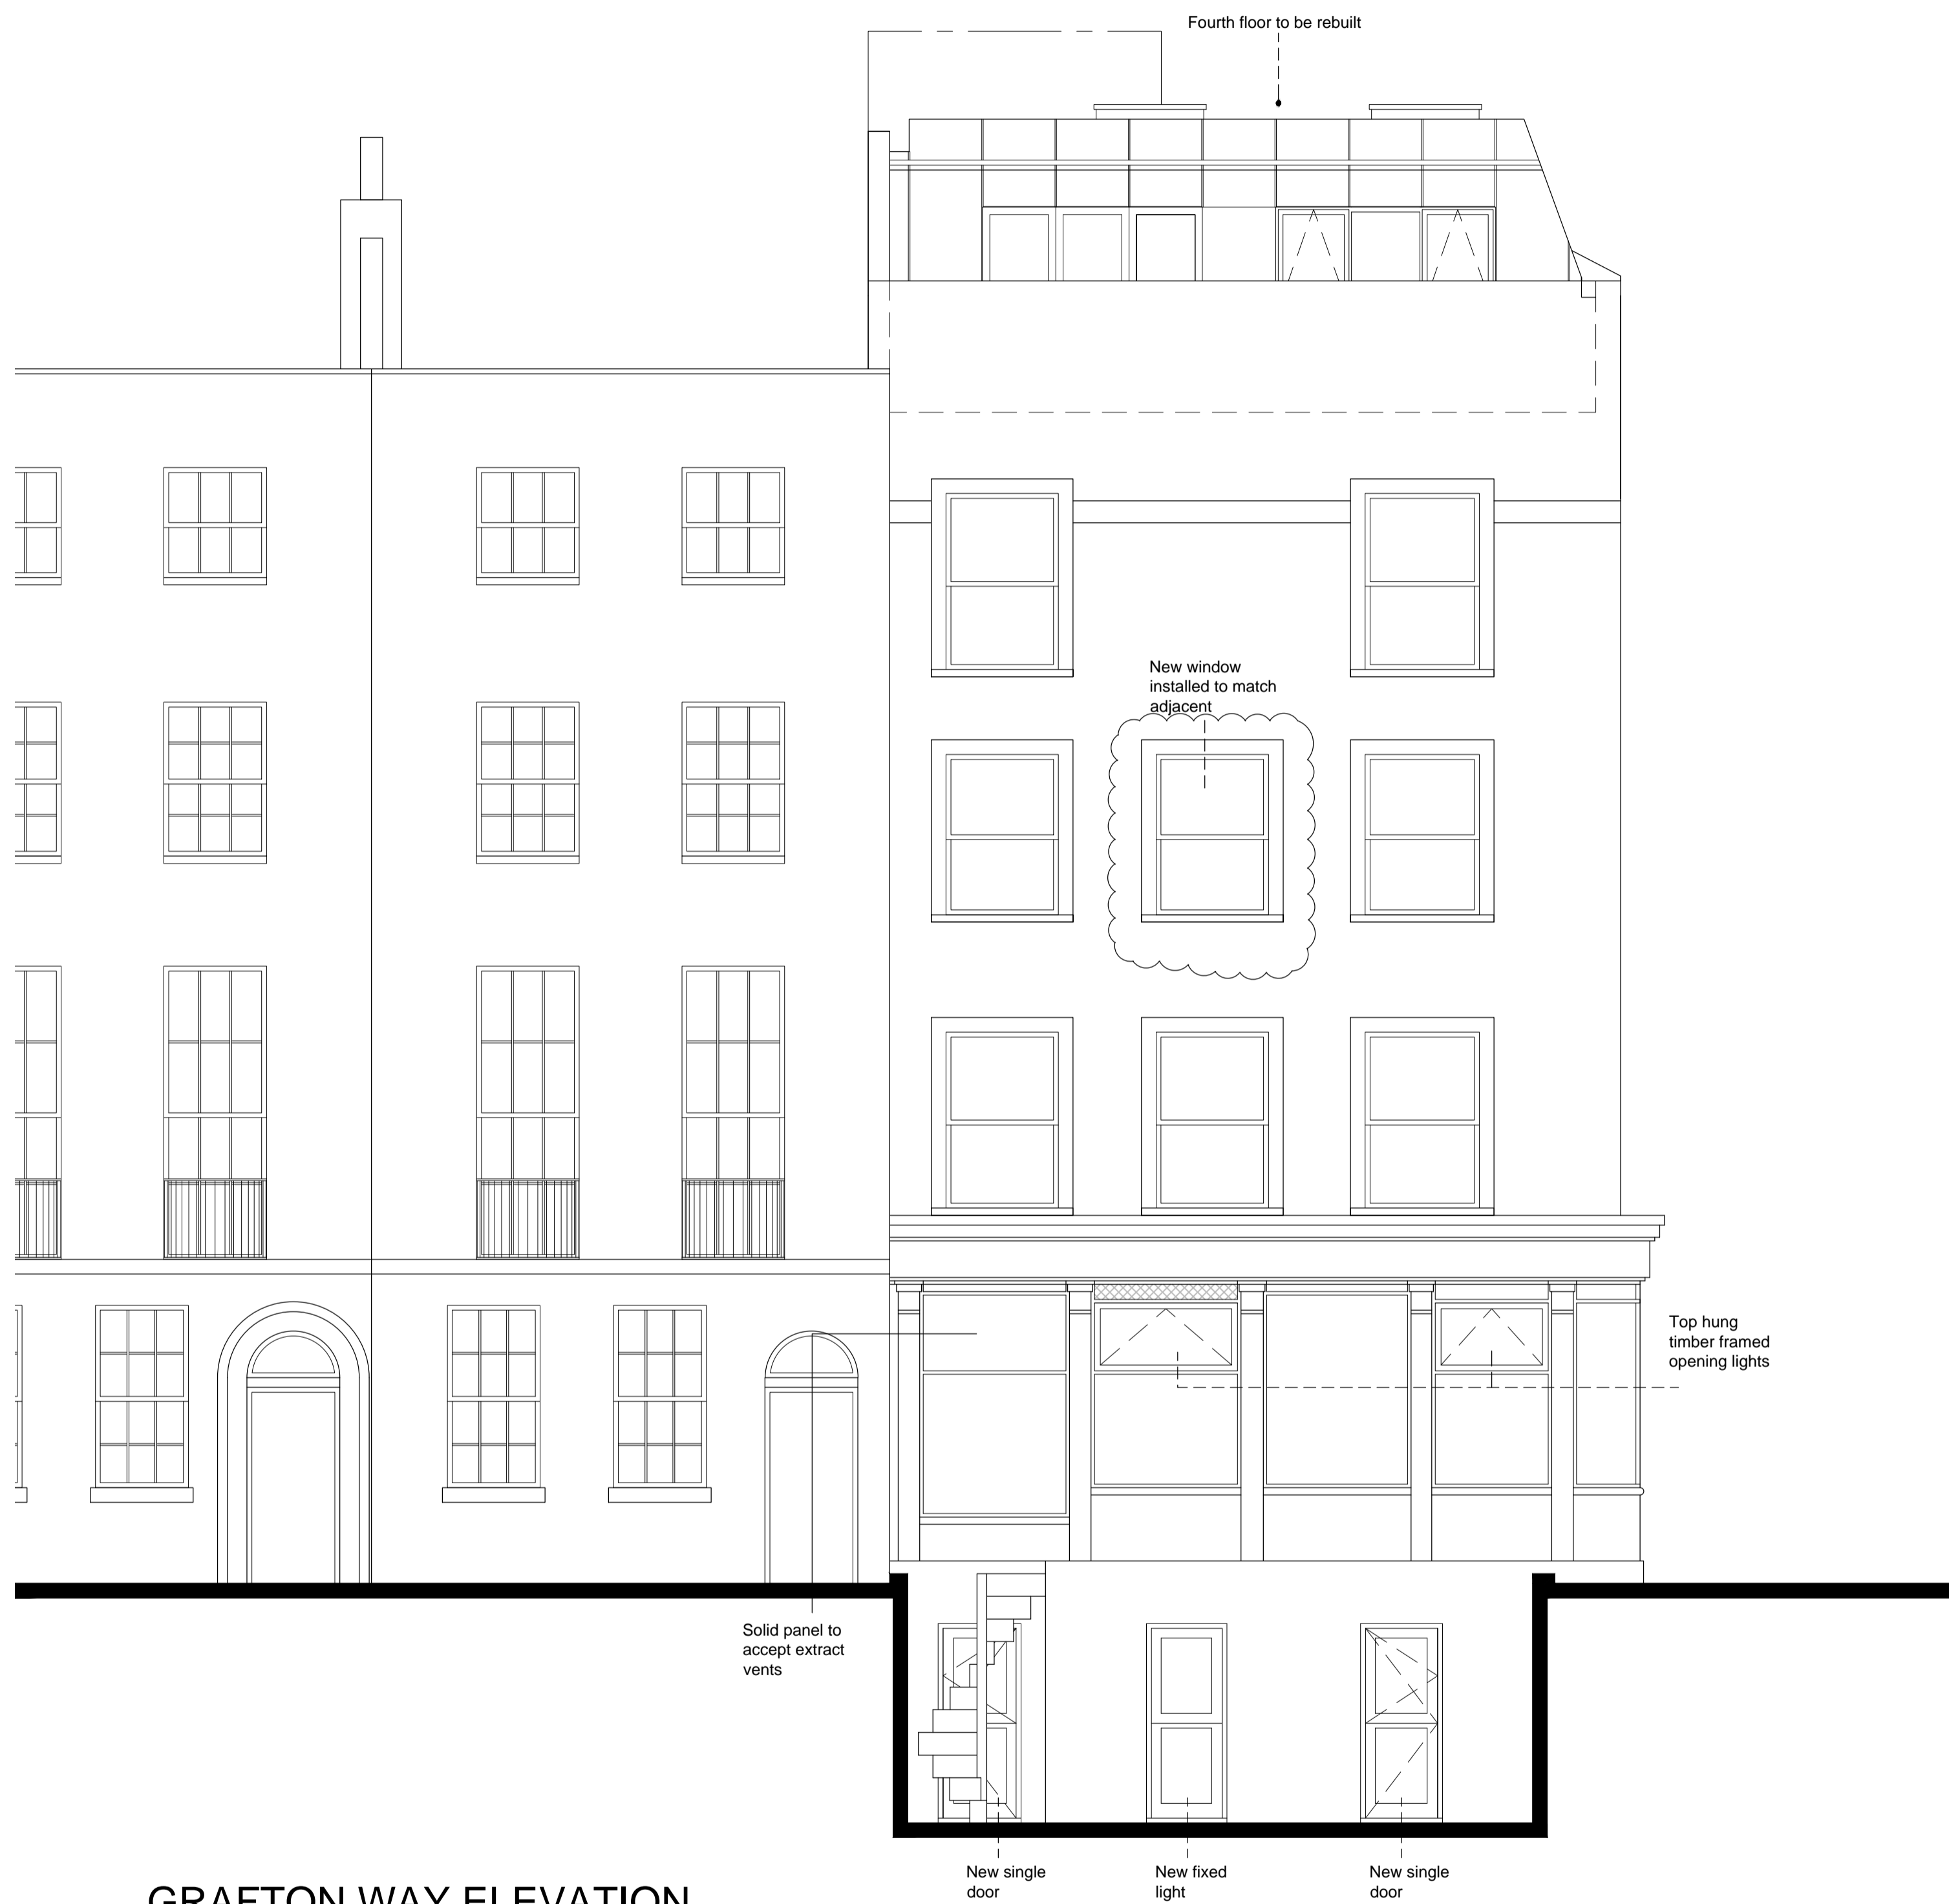 Fourth floor to be rebuilt
New window
installed to match
adjacent
Top hung
timber framed
opening lights
Solid panel to
accept extract
vents
New single
door
New fixed
light
New single
door
GRAFTON WAY ELEVATION